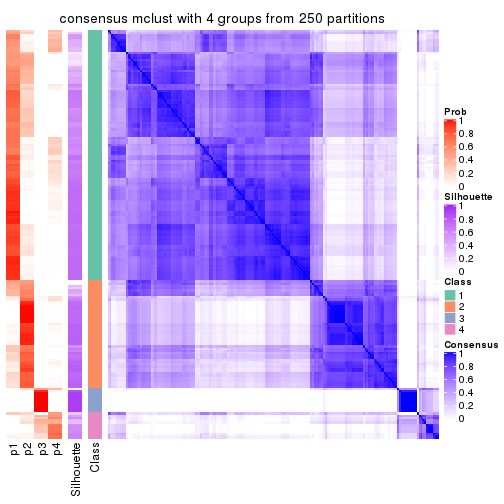 consensus mclust with 4 groups from 250 partitions
Prob
1
0.8
0.6
0.4
0.2
0
Silhouette
1
0.8
0.6
0.4
0.2
0
Class
1
2
3
4
Consensus
1
0.8
0.6
0.4
0.2
0
p1
p2
p3
p4
Silhouette
Class